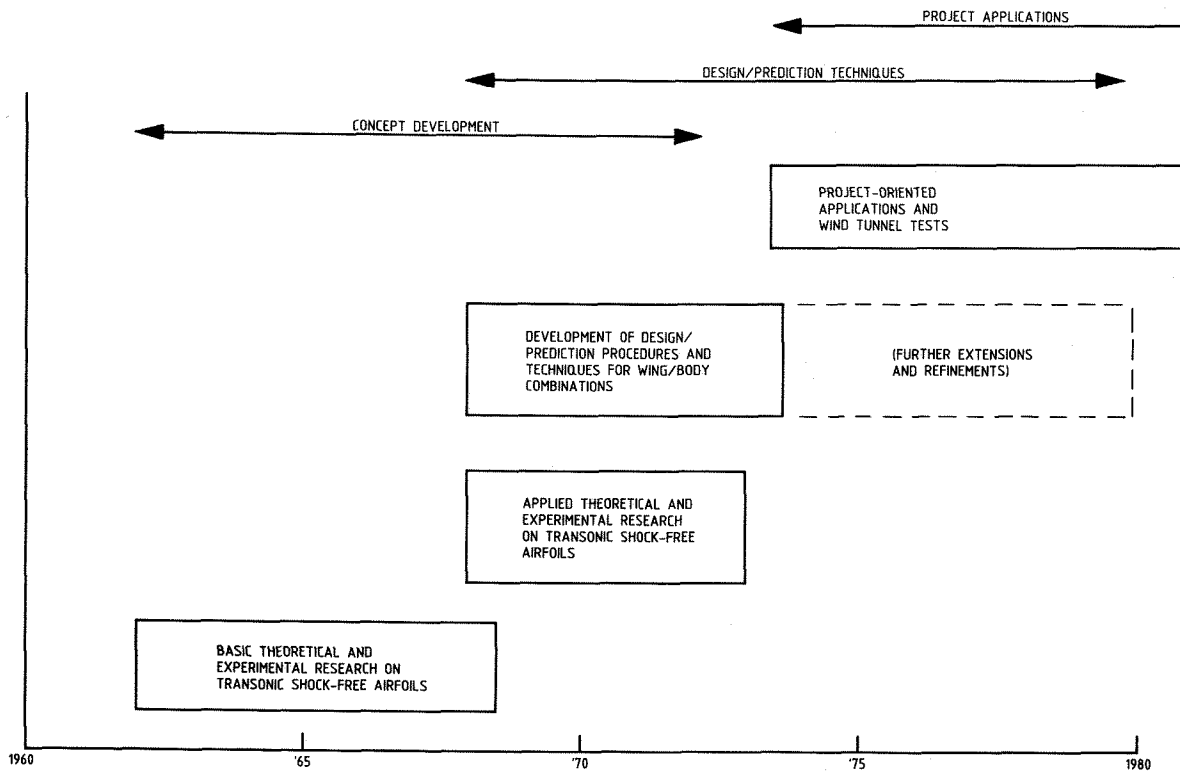 PROJECT APPLICATIONS
DESIGN/PREDICTION TECHNIQUES
CONCEPT DEVELOPMENT
PROJECT-ORIENTED
APPLICATIONS AND
WIND TUNNEL TESTS
DEVELOPMENT OF DESIGN/
PREDICTION PROCEDURES AND
TECHNIQUES FOR WING/BODY
COMBINATIONS
(FURTHER EXTENSIONS
AND REFINEMENTS)
APPLIED THEORETICAL AND
EXPERIMENTAL RESEARCH
ON TRANSONIC SHOCK-FREE
AIRFOILS
BASIC THEORETICAL AND
EXPERIMENTAL RESEARCH ON
TRANSONIC SHOCK-FREE AIRFOILS
1960 '65 '70 '75 1980